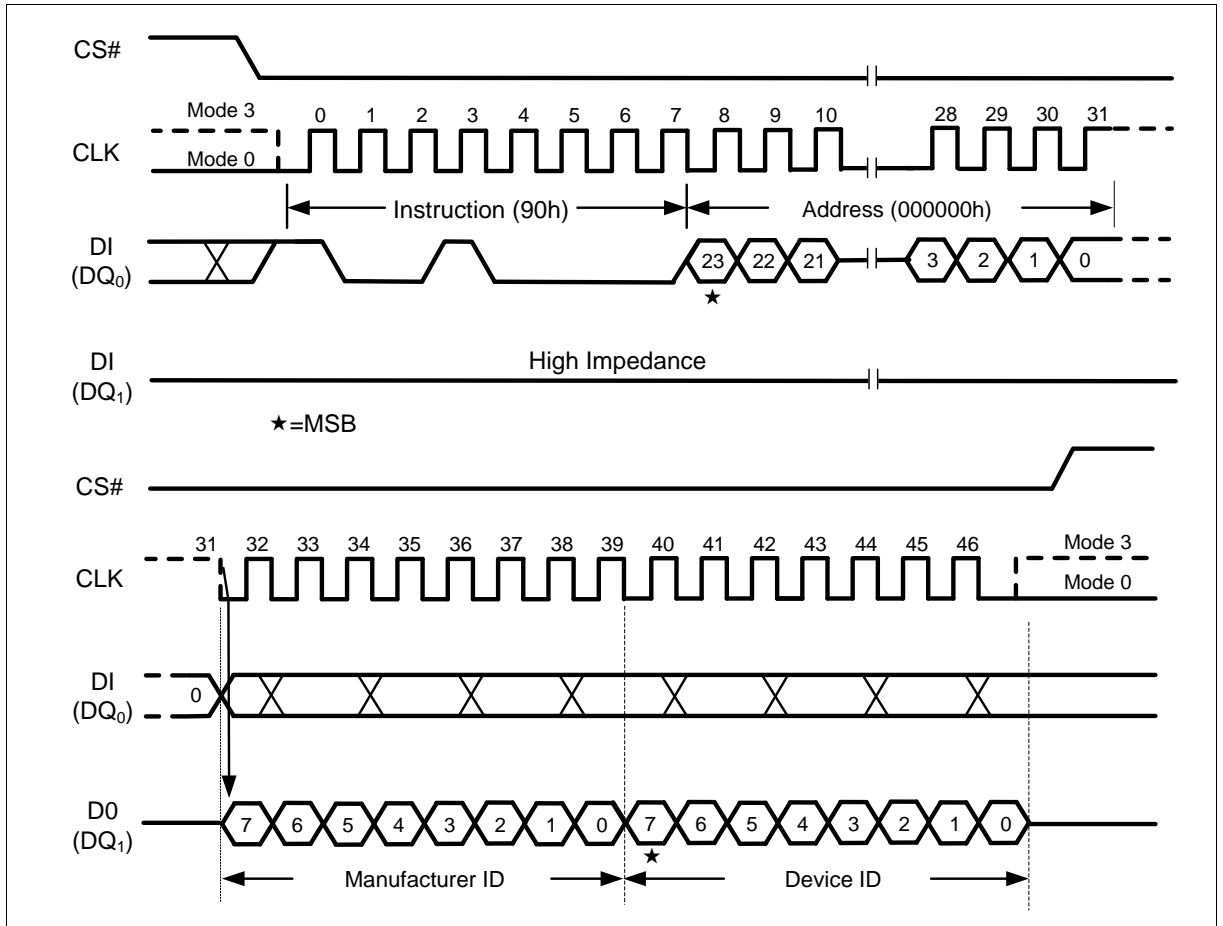 CS#
Mode 3
0 1 2 3 4 5 6 7 8 9 10 28 29 30 31
CLK
Mode 0
Instruction (90h) Address (000000h)
DI
(DQ0)
23 22 21 3 2 1 0
★
DI
(DQ1)
High Impedance
★=MSB
CS#
31 32 33 34 35 36 37 38 39 40 41 42 43 44 45 46
Mode 3
CLK
Mode 0
DI
(DQ0)
0
D0
(DQ1)
7 6 5 4 3 2 1 0 7 6 5 4 3 2 1 0
★
Manufacturer ID Device ID